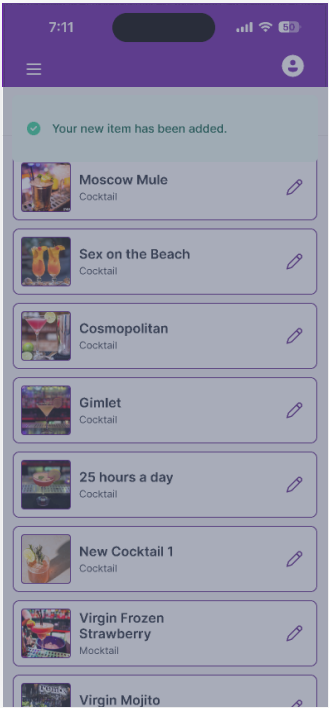 7:11
50
Your new item has been added.
Moscow Mule
Cocktail
Sex on the Beach
Cocktail
Cosmopolitan
Cocktail
Gimlet
Cocktail
25 hours a day
Cocktail
New Cocktail 1
Cocktail
Virgin Frozen
Strawberry
Mocktail
Virgin Mojito